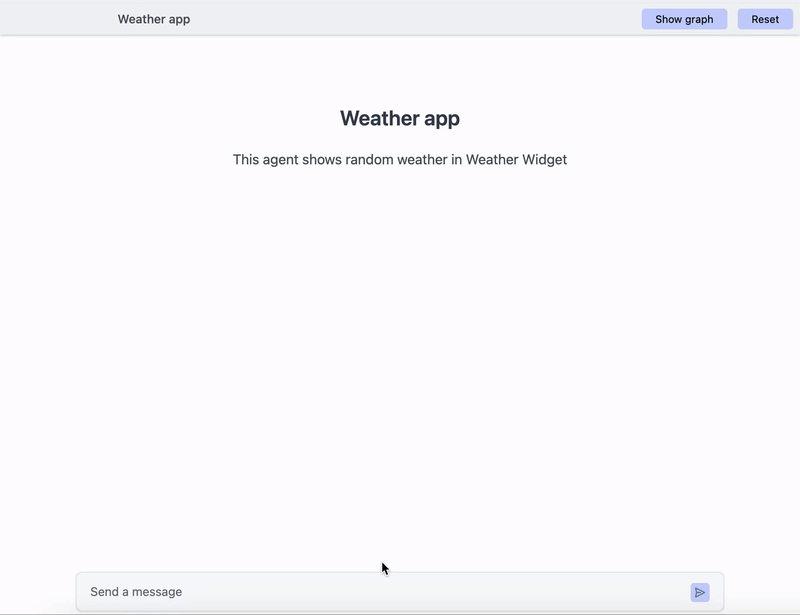 Weather app
Show graph
Reset
Weather app
This agent shows random weather in Weather Widget
Send a message